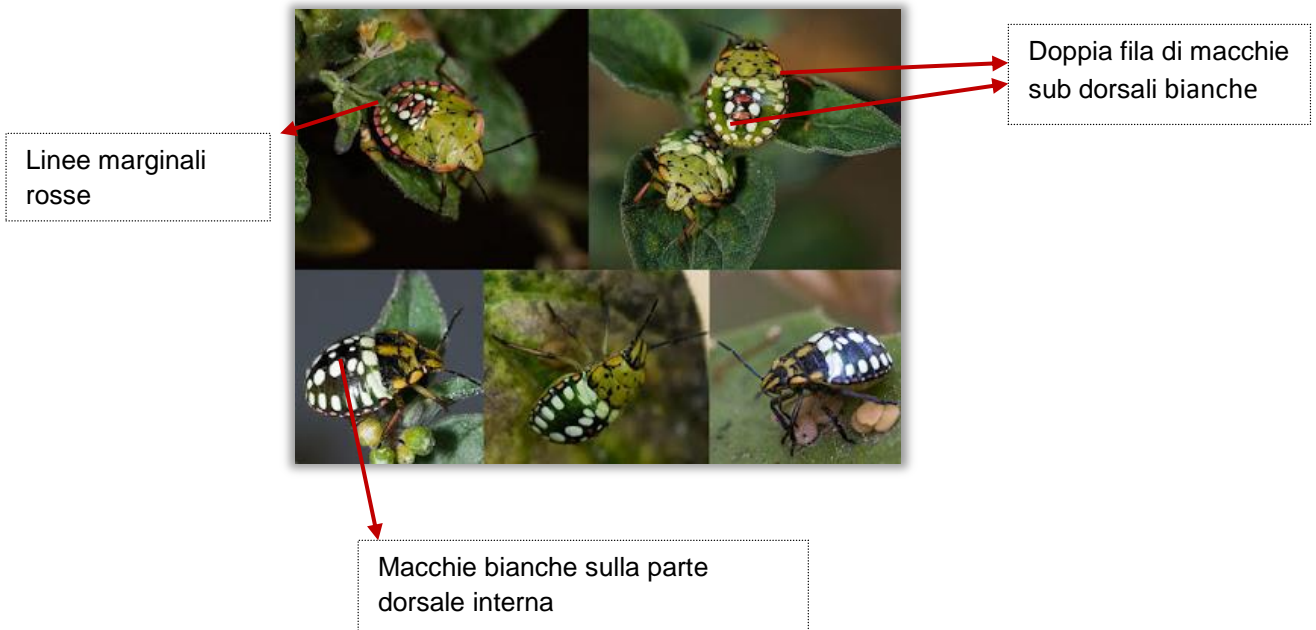 Doppia fila di macchie
sub dorsali bianche
Linee marginali
rosse
Macchie bianche sulla parte
dorsale interna